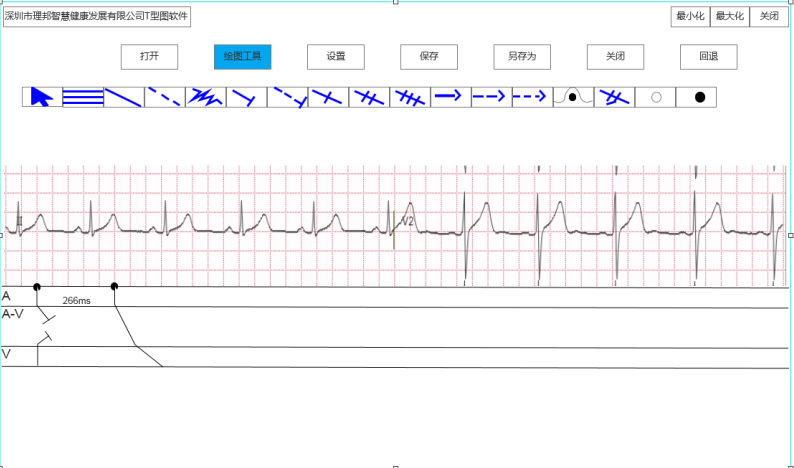 深圳市理邦智慧健康发展有限公司T型图软件
最小化 最大化 关闭
打开 绘图工具 设置 保存 另存为 关闭 回退
II V2
A
266ms
A-V
V